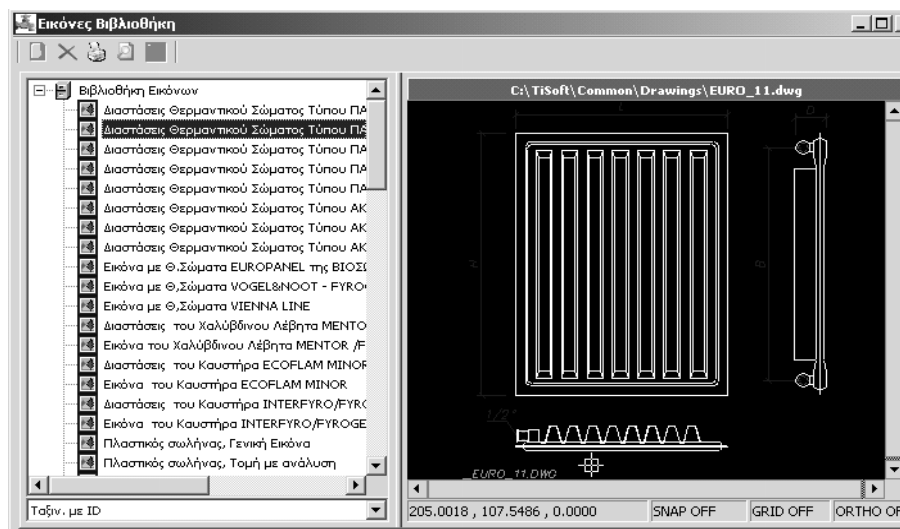 Εικόνες Βιβλιοθήκη
Βιβλιοθήκη Εικόνων
Διαστάσεις Θερμαντικού Σώματος Τύπου ΠΑ
Διαστάσεις Θερμαντικού Σώματος Τύπου ΠΑ
Διαστάσεις Θερμαντικού Σώματος Τύπου ΠΑ
Διαστάσεις Θερμαντικού Σώματος Τύπου ΠΑ
Διαστάσεις Θερμαντικού Σώματος Τύπου ΠΑ
Διαστάσεις Θερμαντικού Σώματος Τύπου ΑΚ
Διαστάσεις Θερμαντικού Σώματος Τύπου ΑΚ
Διαστάσεις Θερμαντικού Σώματος Τύπου ΑΚ
Εικόνα με Θ.Σώματα EUROPANEL της ΒΙΟΣΩ
Εικόνα με Θ,Σώματα VOGEL&NOOT - FYROG
Εικόνα με Θ,Σώματα VIENNA LINE
Διαστάσεις του Χαλύβδινου Λέβητα MENTO
Εικόνα του Χαλύβδινου Λέβητα MENTOR /F
Διαστάσεις του Καυστήρα ECOFLAM MINOR
Εικόνα του Καυστήρα ECOFLAM MINOR
Διαστάσεις του Καυστήρα INTERFYRO/FYRO
Εικόνα του Καυστήρα INTERFYRO/FYROGE
Πλαστικός σωλήνας, Γενική Εικόνα
Πλαστικός σωλήνας, Τομή με ανάλυση
Ταξιν. με ID
C:\TiSoft\Common\Drawings\EURO_11.dwg
L
D
H
B
1/2"
_EURO_11.DWG
205.0018 , 107.5486 , 0.0000
SNAP OFF
GRID OFF
ORTHO OF